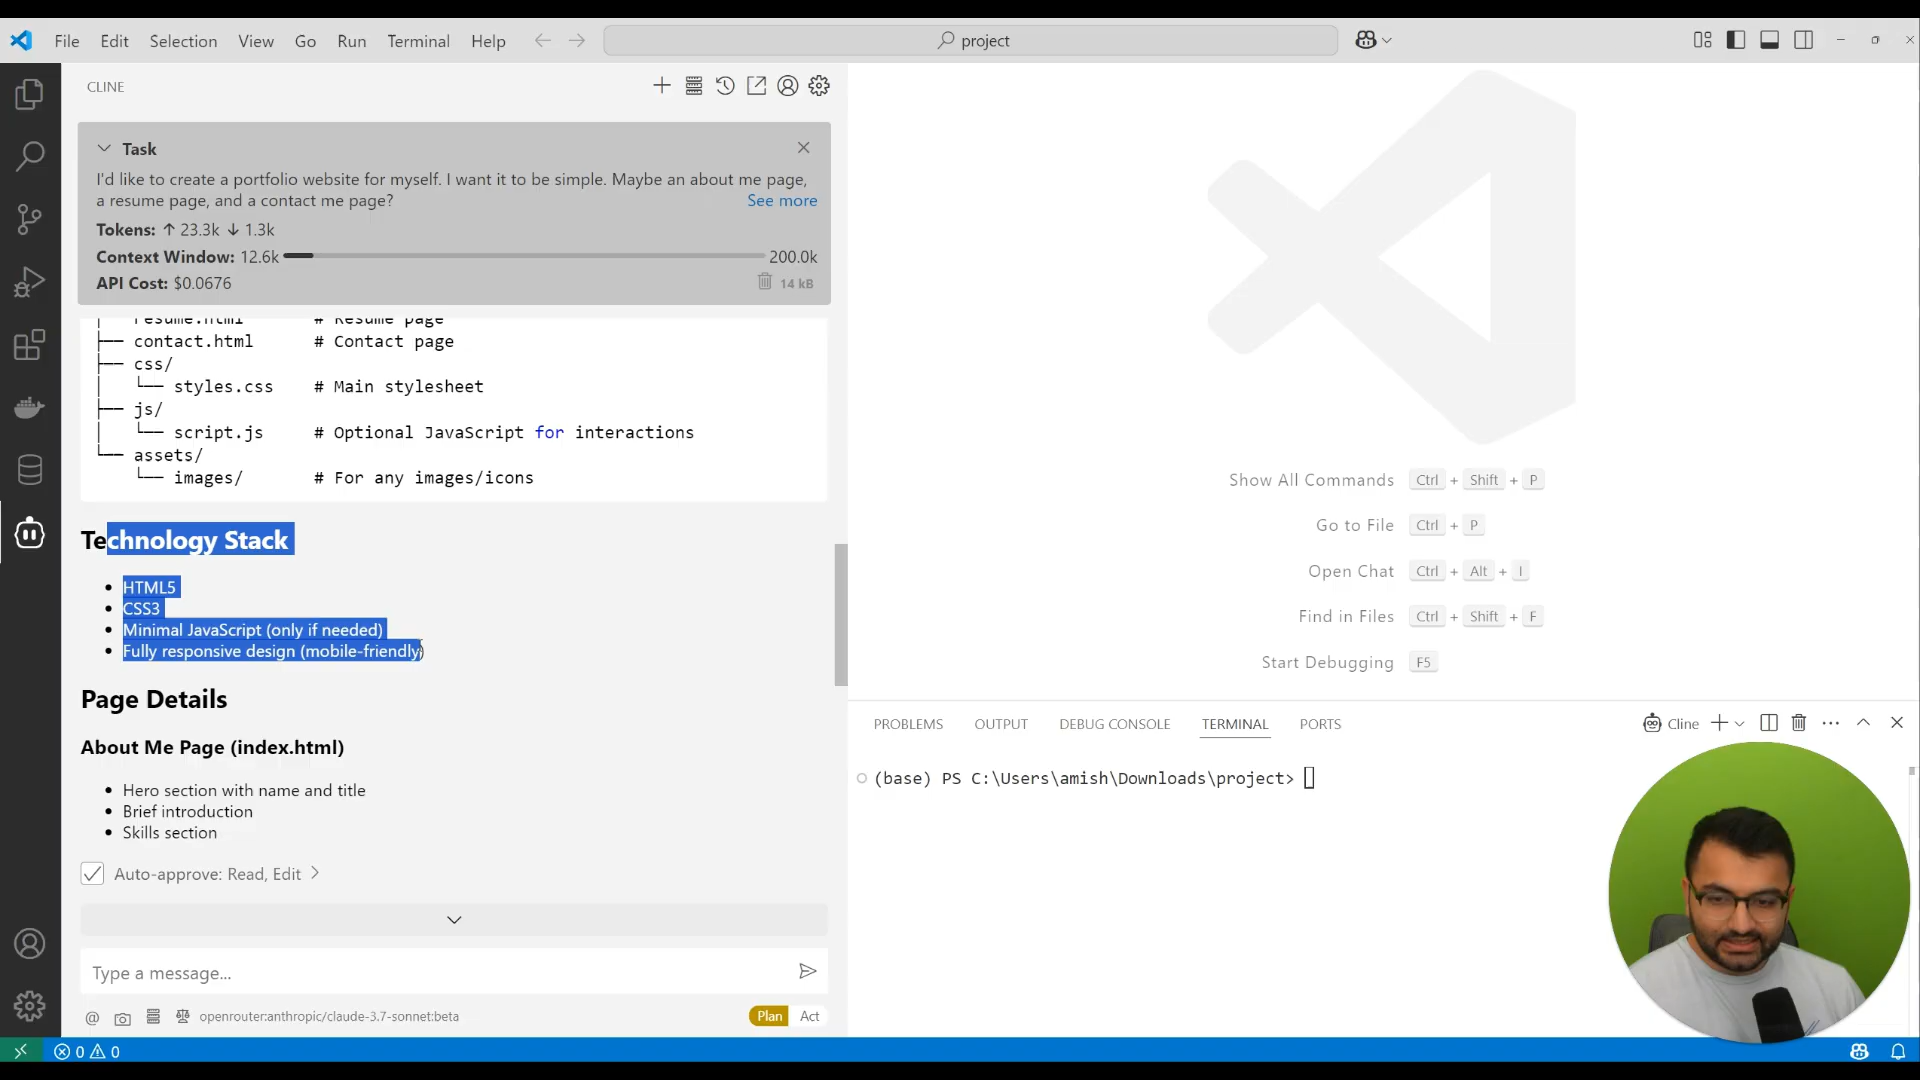 File Edit Selection View Go Run Terminal Help
project
CLINE
Task
I'd like to create a portfolio website for myself. I want it to be simple. Maybe an about me page,
a resume page, and a contact me page?
See more
Tokens: ↑ 23.3k ↓ 1.3k
Context Window: 12.6k 200.0k
API Cost: $0.0676
14 kB
│ resume.html # Resume page
├── contact.html # Contact page
├── css/
│ └── styles.css # Main stylesheet
├── js/
│ └── script.js # Optional JavaScript for interactions
└── assets/
└── images/ # For any images/icons
Technology Stack
• HTML5
• CSS3
• Minimal JavaScript (only if needed)
• Fully responsive design (mobile-friendly)
Page Details
About Me Page (index.html)
• Hero section with name and title
• Brief introduction
• Skills section
Auto-approve: Read, Edit
Type a message...
@ openrouter:anthropic/claude-3.7-sonnet:beta
Plan Act
0 0
Show All Commands Ctrl + Shift + P
Go to File Ctrl + P
Open Chat Ctrl + Alt + I
Find in Files Ctrl + Shift + F
Start Debugging F5
PROBLEMS OUTPUT DEBUG CONSOLE TERMINAL PORTS
Cline
(base) PS C:\Users\amish\Downloads\project>